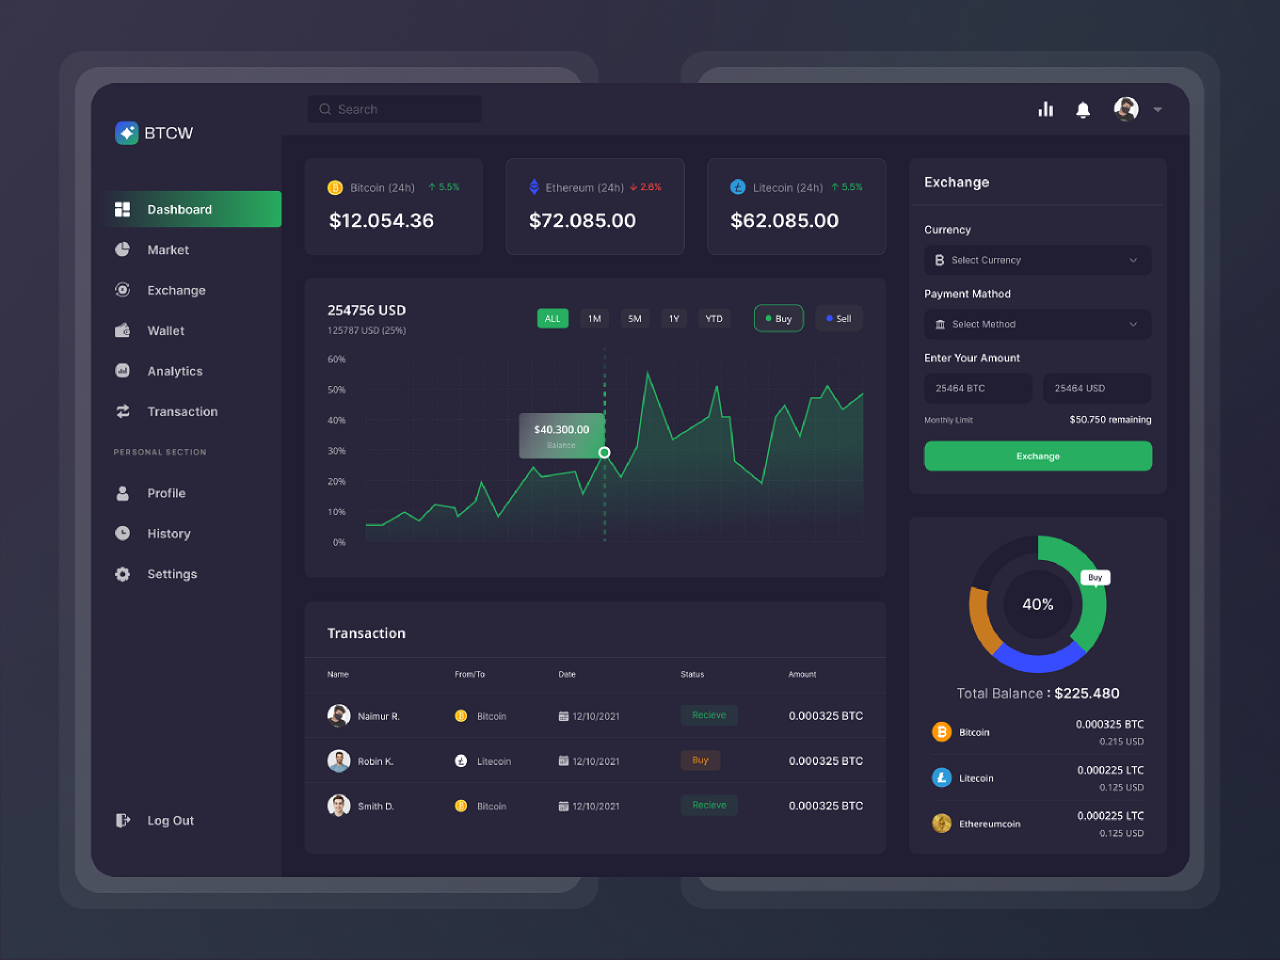 Search
BTCW
Dashboard
Market
Exchange
Wallet
Analytics
Transaction
PERSONAL SECTION
Profile
History
Settings
Log Out
Bitcoin (24h) ↑ 5.5%
$12.054.36
Ethereum (24h) ↓ 2.6%
$72.085.00
Litecoin (24h) ↑ 5.5%
$62.085.00
254756 USD
125787 USD (25%)
ALL 1M 5M 1Y YTD Buy Sell
60%
50%
40%
30%
20%
10%
0%
$40.300.00
Balance
Transaction
Name From/To Date Status Amount
Naimur R. Bitcoin 12/10/2021 Recieve 0.000325 BTC
Robin K. Litecoin 12/10/2021 Buy 0.000325 BTC
Smith D. Bitcoin 12/10/2021 Recieve 0.000325 BTC
Exchange
Currency
Select Currency
Payment Mathod
Select Method
Enter Your Amount
25464 BTC 25464 USD
Monthly Limit $50.750 remaining
Exchange
Buy
40%
Total Balance : $225.480
Bitcoin 0.000325 BTC
0.215 USD
Litecoin 0.000225 LTC
0.125 USD
Ethereumcoin 0.000225 LTC
0.125 USD